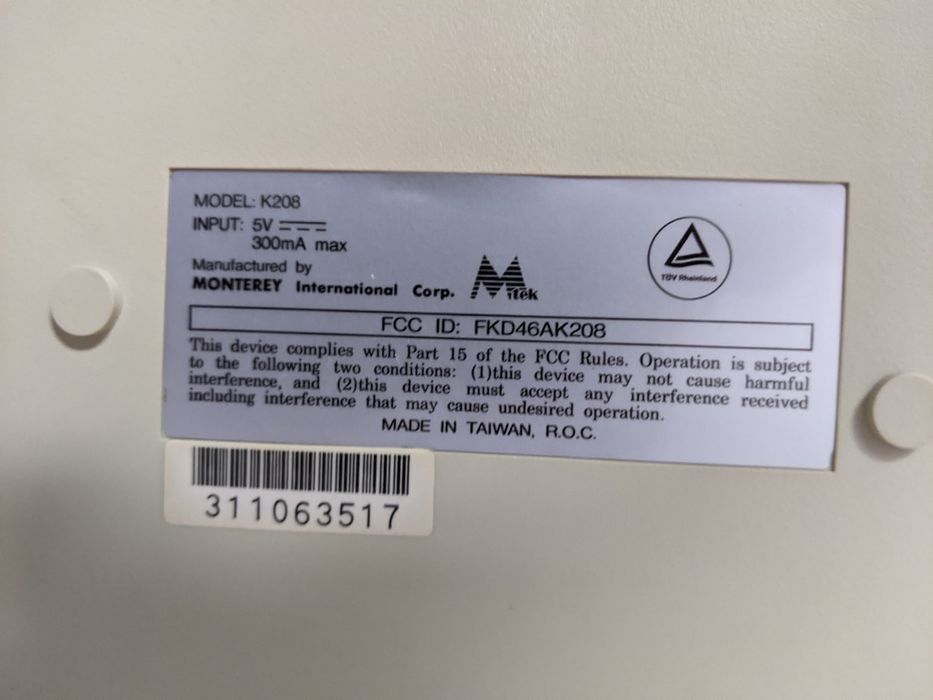 MODEL: K208
INPUT: 5V
300mA max
Manufactured by
MONTEREY International Corp.
Mitek
TÜV Rheinland
FCC ID: FKD46AK208
This device complies with Part 15 of the FCC Rules. Operation is subject
to the following two conditions: (1)this device may not cause harmful
interference, and (2)this device must accept any interference received
including interference that may cause undesired operation.
MADE IN TAIWAN, R.O.C.
311063517